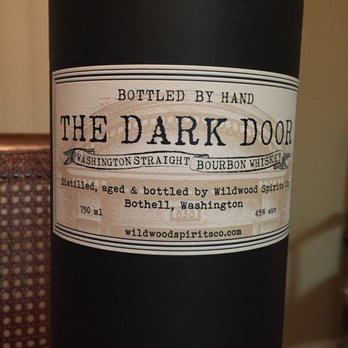 BOTTLED BY HAND
THE DARK DOOR
WASHINGTON STRAIGHT BOURBON WHISKEY
Distilled, aged & bottled by Wildwood Spirits Co.
750 ml Bothell, Washington 45% abv
wildwoodspiritsco.com